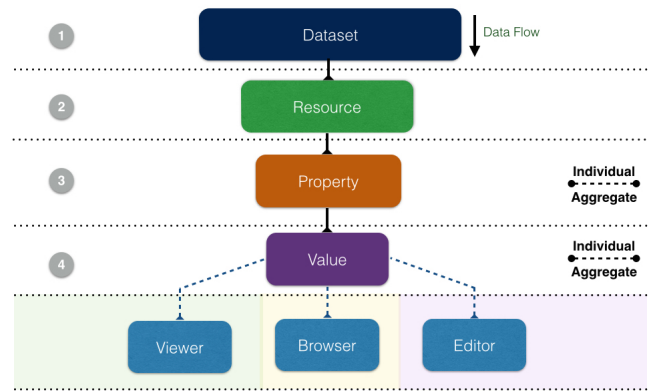 1
Dataset
Data Flow
2
Resource
3
Property
Individual
Aggregate
4
Value
Individual
Aggregate
Viewer
Browser
Editor